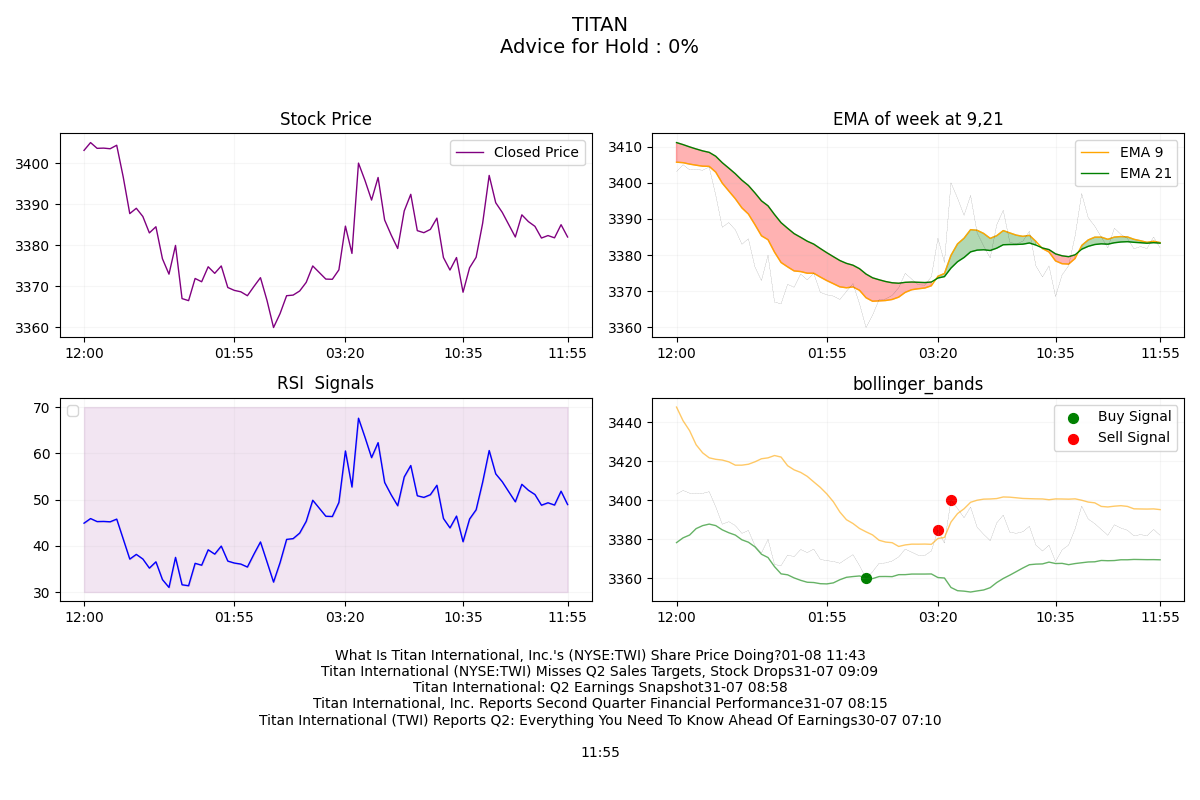 TITAN
Advice for Hold : 0%
Stock Price
3400
3390
3380
3370
3360
Closed Price
12:00
01:55
03:20
10:35
11:55
EMA of week at 9,21
3410
3400
3390
3380
3370
3360
EMA 9
EMA 21
12:00
01:55
03:20
10:35
11:55
RSI  Signals
70
60
50
40
30
12:00
01:55
03:20
10:35
11:55
bollinger_bands
3440
3420
3400
3380
3360
Buy Signal
Sell Signal
12:00
01:55
03:20
10:35
11:55
What Is Titan International, Inc.'s (NYSE:TWI) Share Price Doing?01-08 11:43
Titan International (NYSE:TWI) Misses Q2 Sales Targets, Stock Drops31-07 09:09
Titan International: Q2 Earnings Snapshot31-07 08:58
Titan International, Inc. Reports Second Quarter Financial Performance31-07 08:15
Titan International (TWI) Reports Q2: Everything You Need To Know Ahead Of Earnings30-07 07:10
11:55